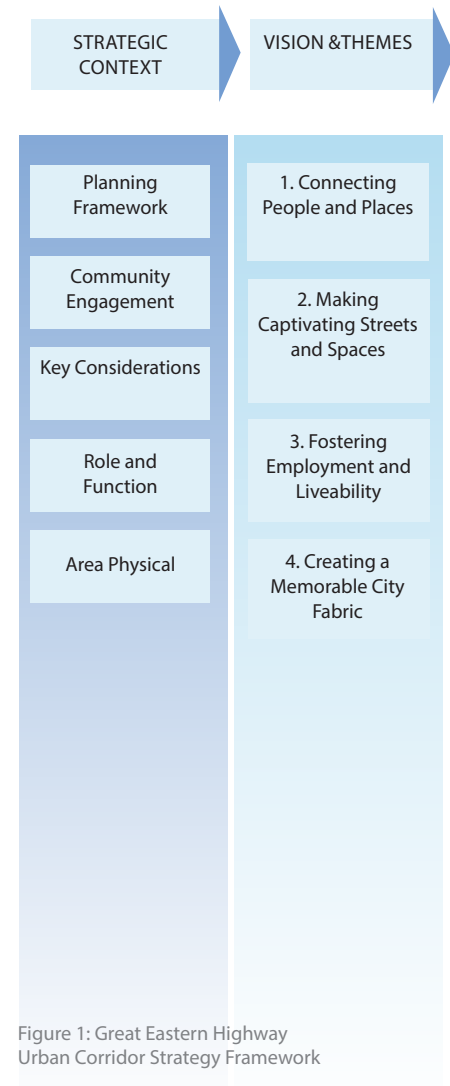 STRATEGIC
CONTEXT
VISION &THEMES
Planning
Framework
Community
Engagement
Key Considerations
Role and
Function
Area Physical
1. Connecting
People and Places
2. Making
Captivating Streets
and Spaces
3. Fostering
Employment and
Liveability
4. Creating a
Memorable City
Fabric
Figure 1: Great Eastern Highway
Urban Corridor Strategy Framework